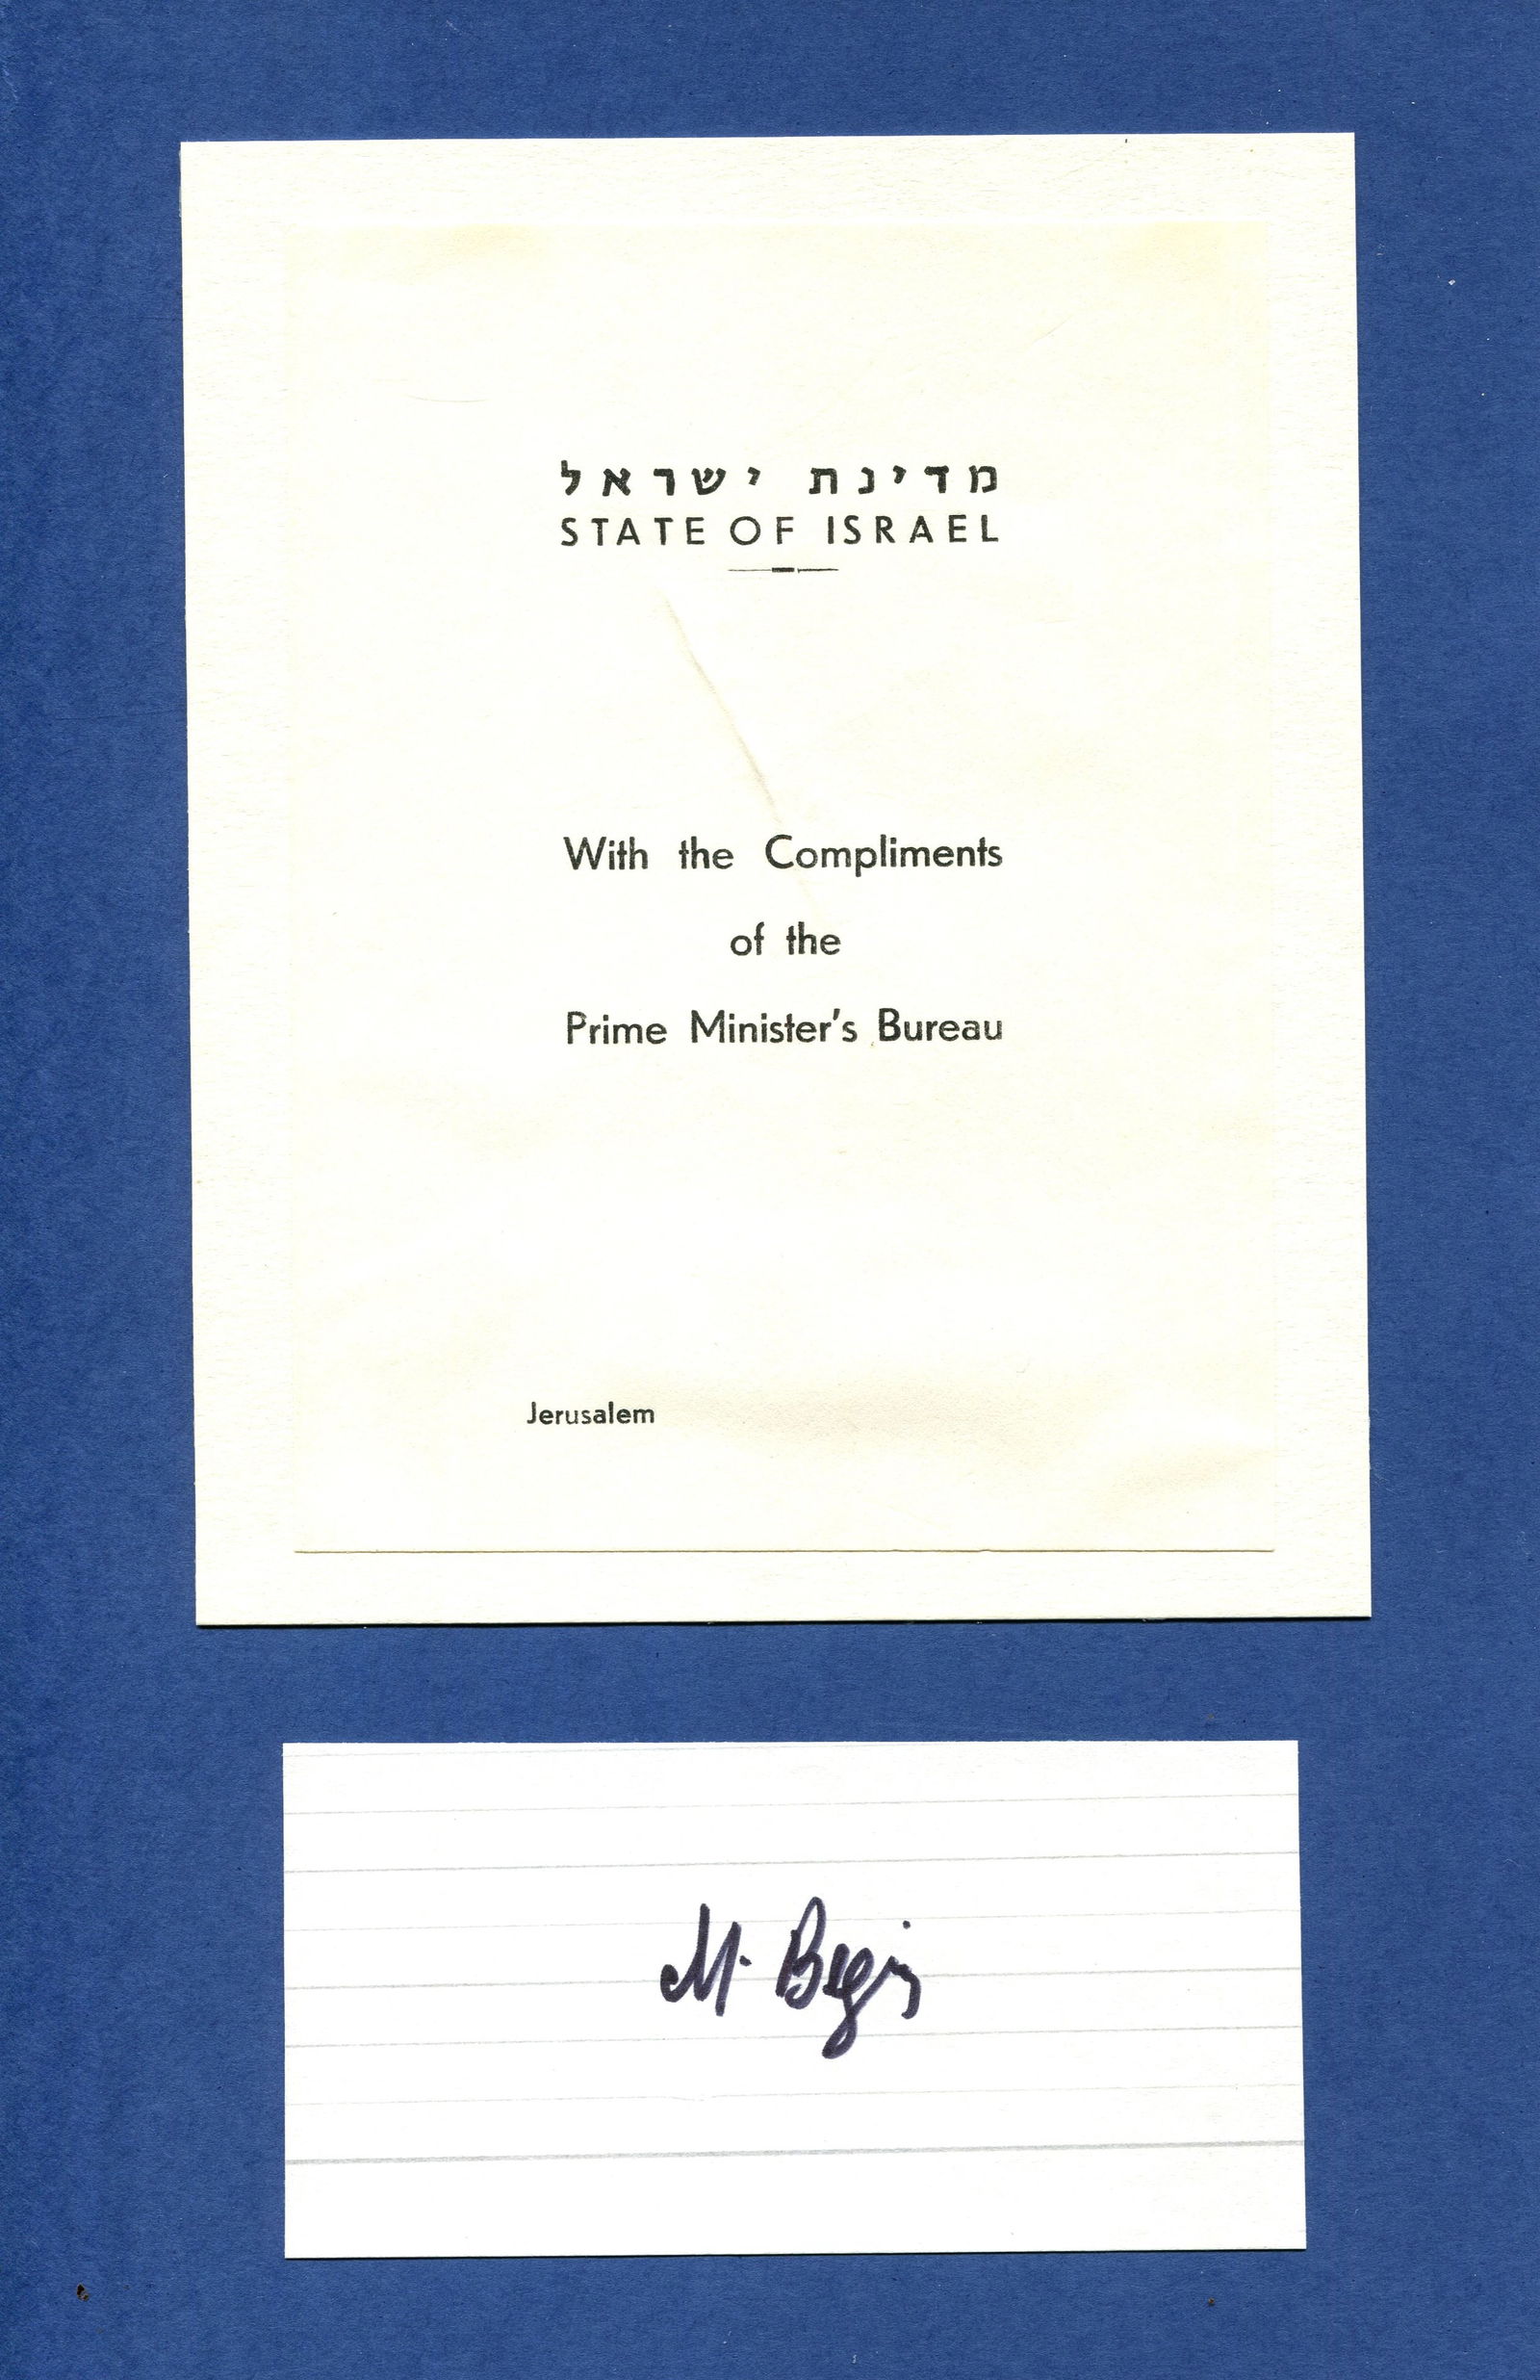 מדינת ישראל
STATE OF ISRAEL
With the Compliments
of the
Prime Minister's Bureau
Jerusalem
M. Begin